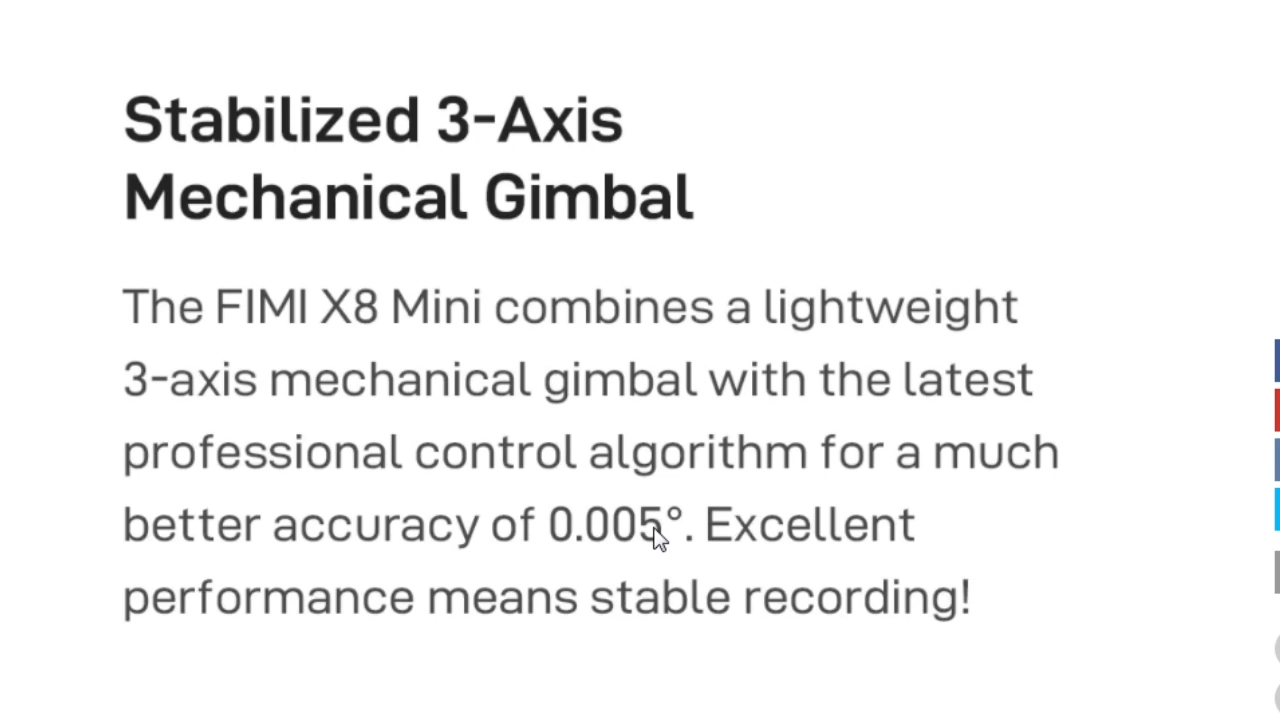 Stabilized 3-Axis
Mechanical Gimbal
The FIMI X8 Mini combines a lightweight
3-axis mechanical gimbal with the latest
professional control algorithm for a much
better accuracy of 0.005°. Excellent
performance means stable recording!